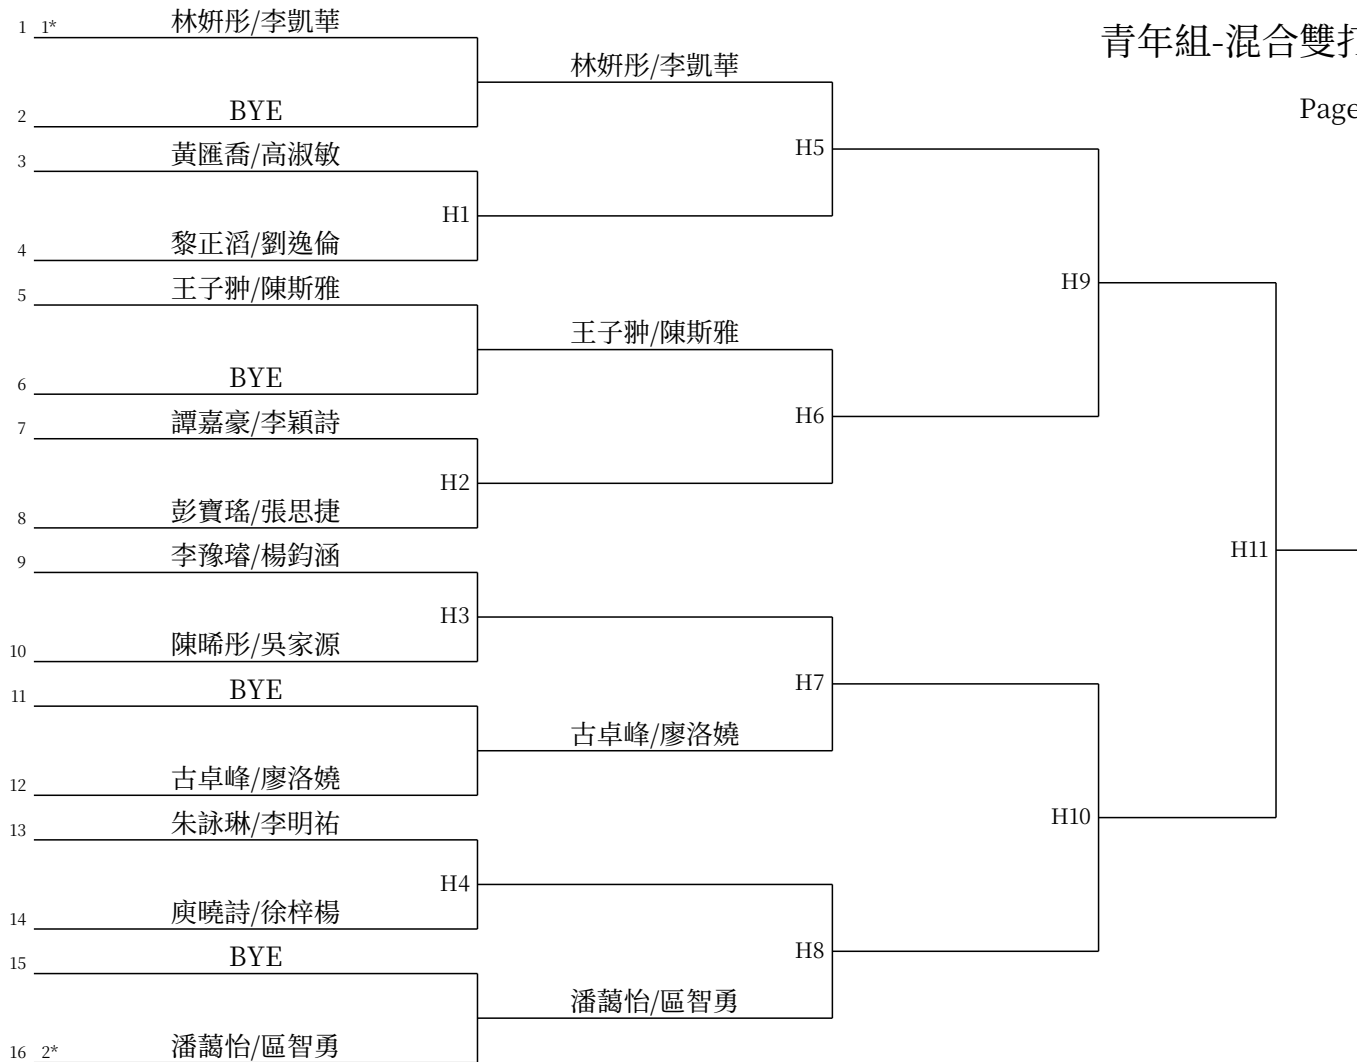 青年組-混合雙打
Page
1 1* 林妍彤/李凱華
林妍彤/李凱華
2 BYE
3 黃匯喬/高淑敏
H5
H1
4 黎正滔/劉逸倫
5 王子翀/陳斯雅
H9
王子翀/陳斯雅
6 BYE
7 譚嘉豪/李穎詩
H6
H2
8 彭寶瑤/張思捷
9 李豫璿/楊鈞涵
H11
H3
10 陳晞彤/吳家源
11 BYE
H7
古卓峰/廖洛嬈
12 古卓峰/廖洛嬈
13 朱詠琳/李明祐
H10
H4
14 庾曉詩/徐梓楊
15 BYE
H8
潘藹怡/區智勇
16 2* 潘藹怡/區智勇